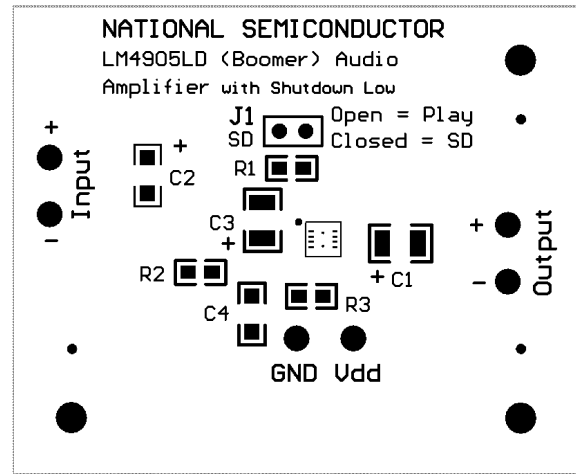 NATIONAL SEMICONDUCTOR
LM4905LD (Boomer) Audio
Amplifier with Shutdown Low
J1
SD
Open = Play
Closed = SD
R1
+
-
Input
+
C2
C3
+
+
C1
+
-
Output
R2
C4
R3
GND Vdd